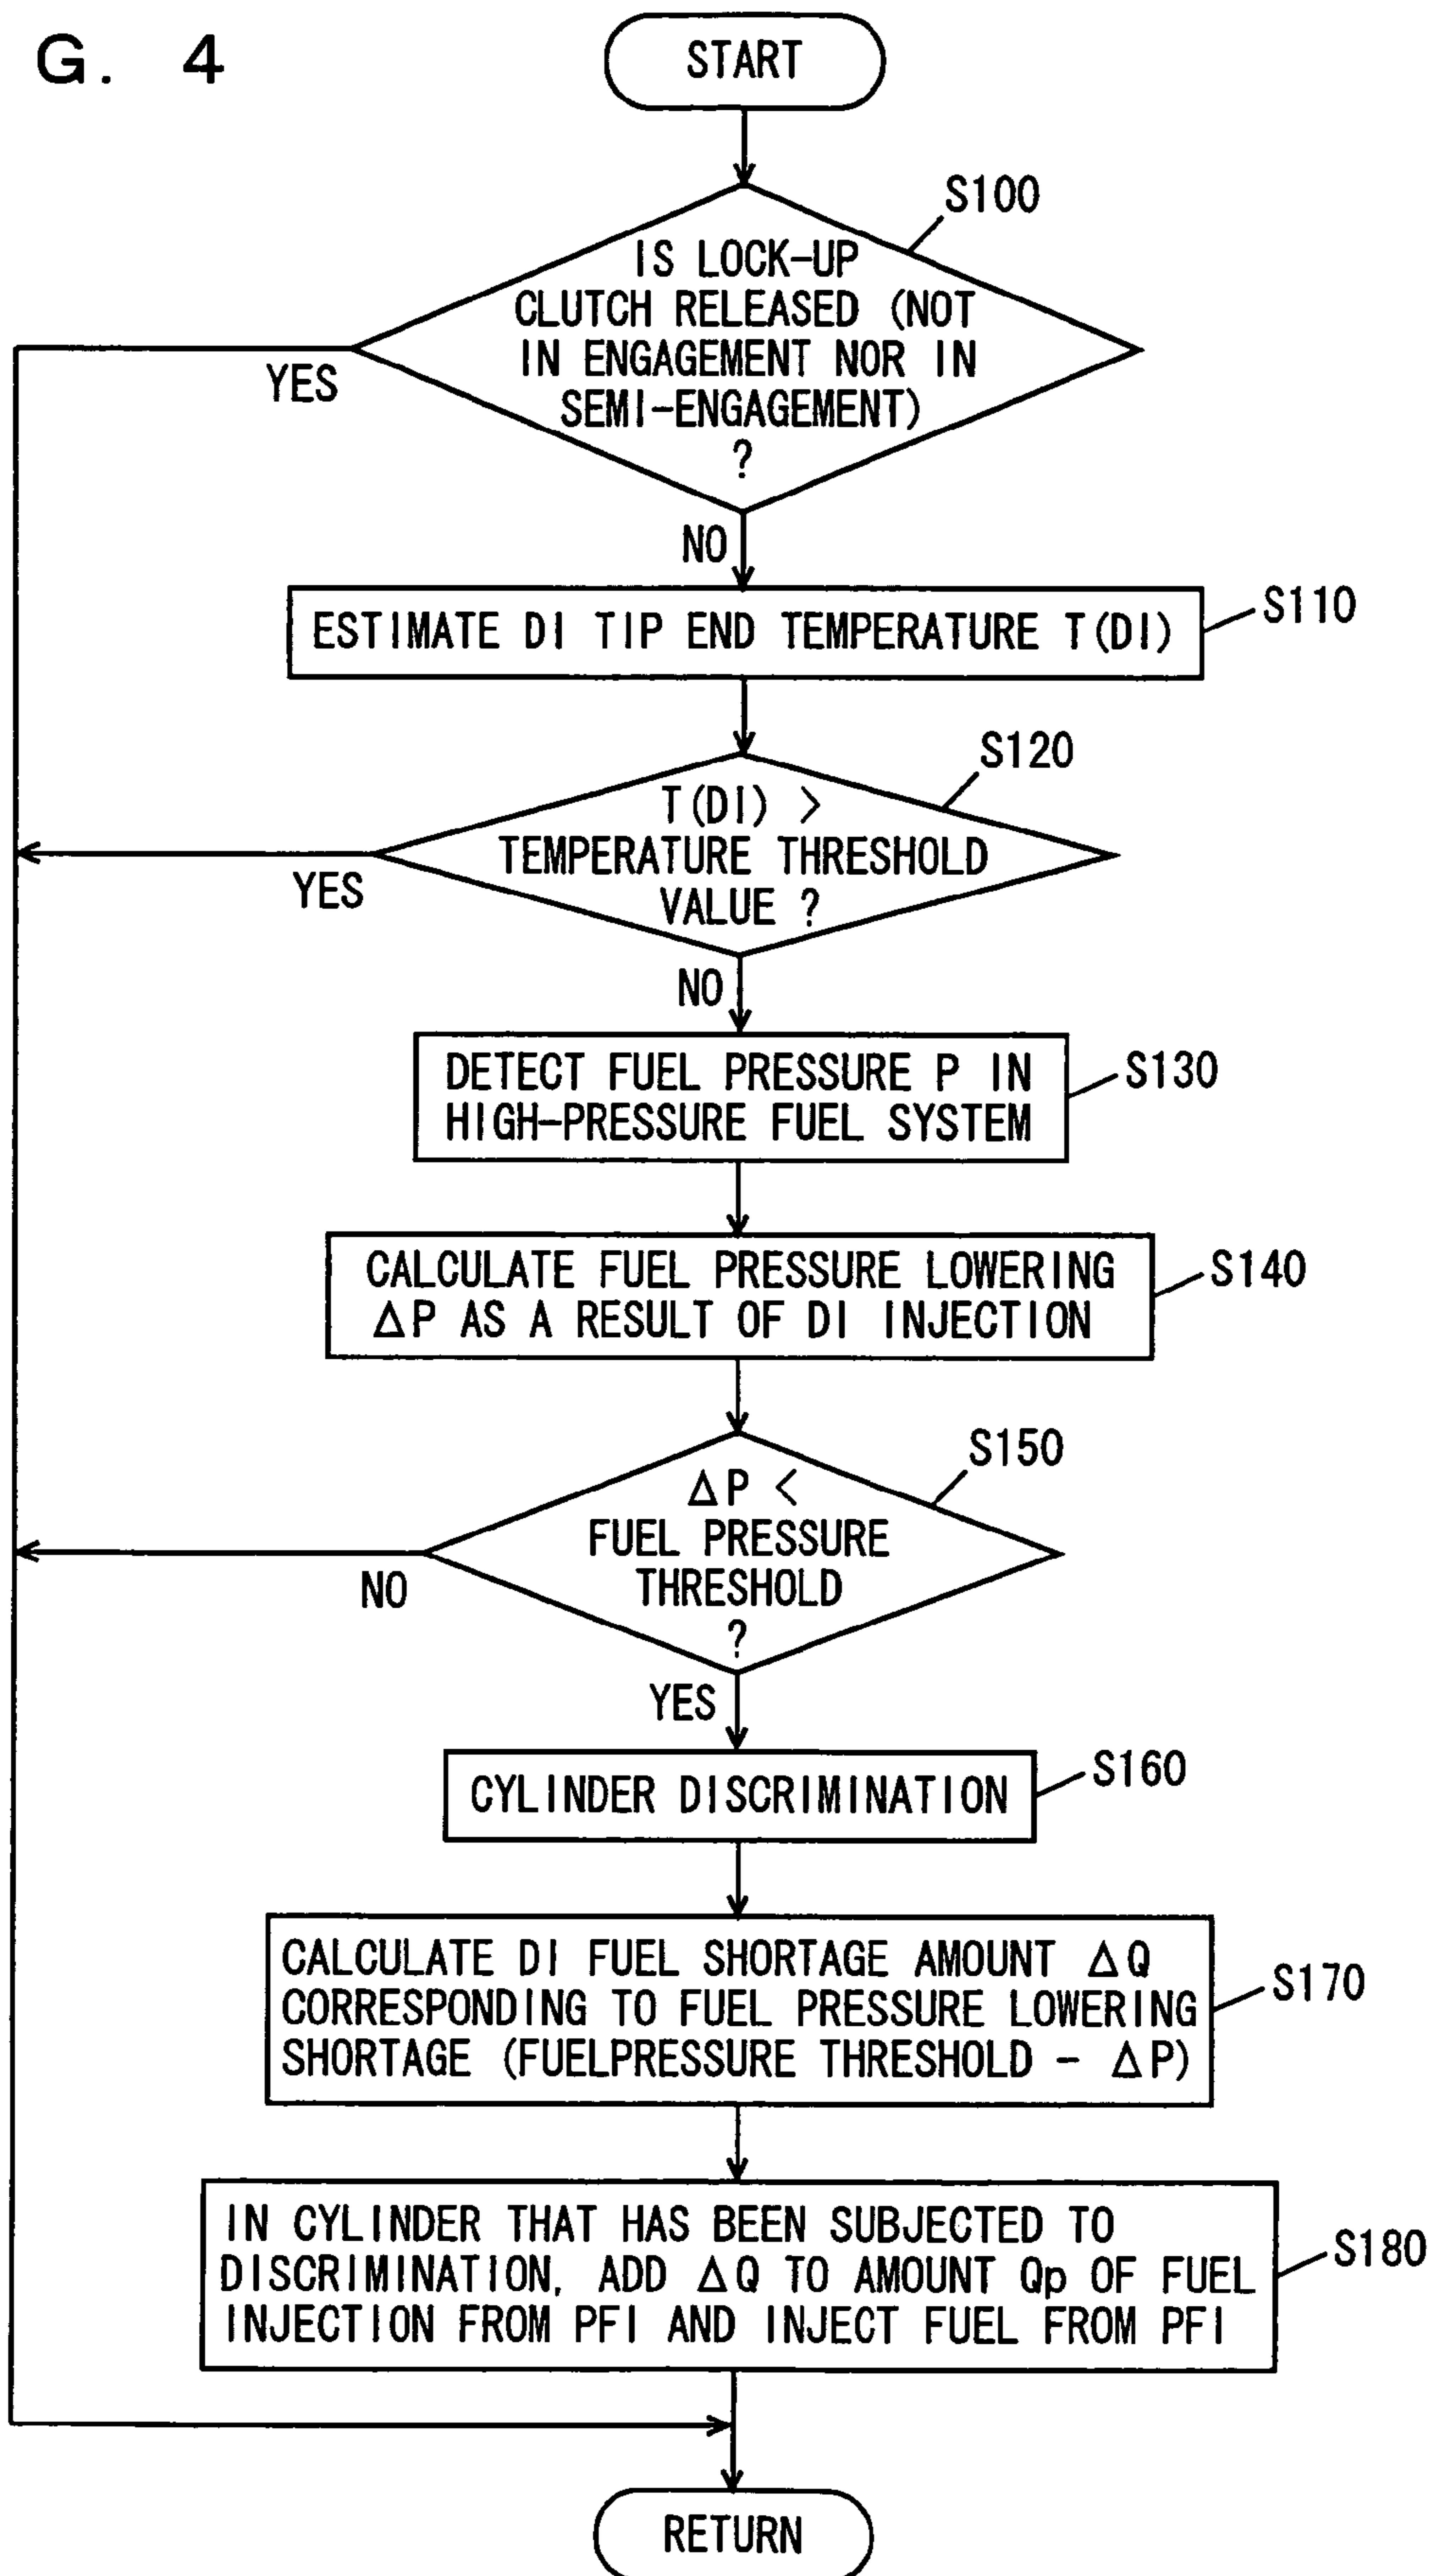 G. 4
START
S100
IS LOCK-UP
CLUTCH RELEASED (NOT
IN ENGAGEMENT NOR IN
SEMI-ENGAGEMENT)
?
YES
NO
ESTIMATE DI TIP END TEMPERATURE T(DI)
S110
S120
T(DI) >
TEMPERATURE THRESHOLD
VALUE ?
YES
NO
DETECT FUEL PRESSURE P IN
HIGH-PRESSURE FUEL SYSTEM
S130
CALCULATE FUEL PRESSURE LOWERING
ΔP AS A RESULT OF DI INJECTION
S140
S150
ΔP <
FUEL PRESSURE
THRESHOLD
?
NO
YES
CYLINDER DISCRIMINATION
S160
CALCULATE DI FUEL SHORTAGE AMOUNT ΔQ
CORRESPONDING TO FUEL PRESSURE LOWERING
SHORTAGE (FUELPRESSURE THRESHOLD - ΔP)
S170
IN CYLINDER THAT HAS BEEN SUBJECTED TO
DISCRIMINATION, ADD ΔQ TO AMOUNT Qp OF FUEL
INJECTION FROM PFI AND INJECT FUEL FROM PFI
S180
RETURN